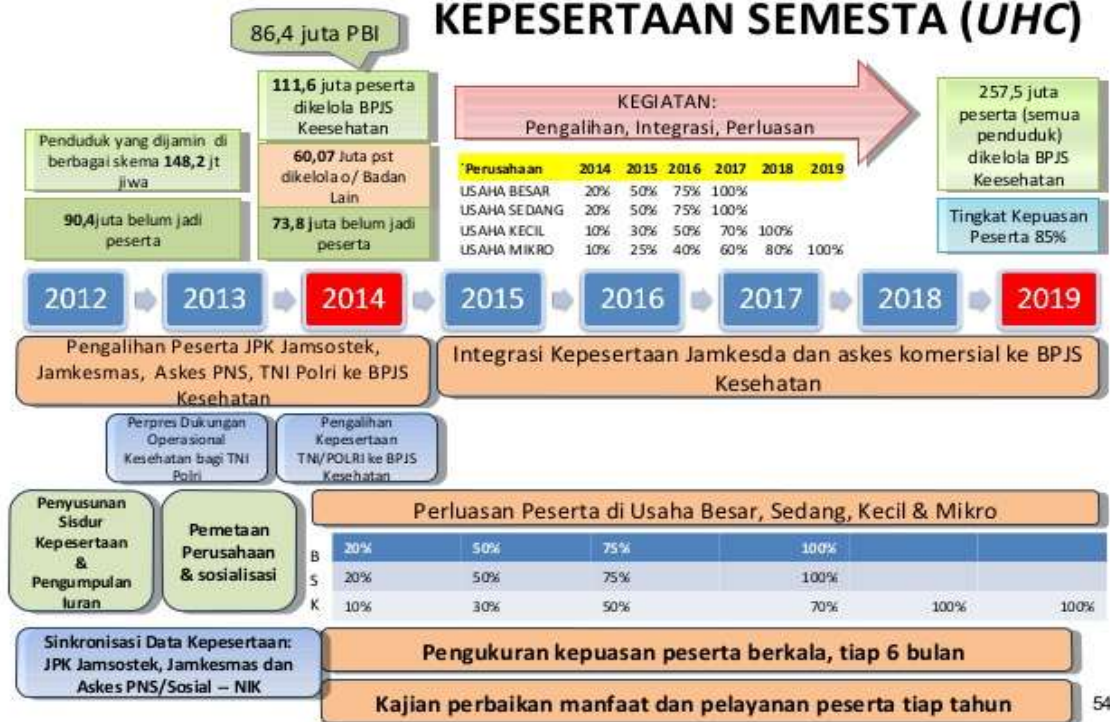 KEPESERTAAN SEMESTA (UHC)
86,4 juta PBI
Penduduk yang dijamin di
berbagai skema 148,2 jt
jiwa
90,4juta belum jadi
peserta
111,6 juta peserta
dikelola BPJS
Keesehatan
60,07 Juta pst
dikelola o/ Badan
Lain
73,8 juta belum jadi
peserta
KEGIATAN:
Pengalihan, Integrasi, Perluasan
`Perusahaan 2014 2015 2016 2017 2018 2019
USAHA BESAR 20% 50% 75% 100%
USAHA SEDANG 20% 50% 75% 100%
USAHA KECIL 10% 30% 50% 70% 100%
USAHA MIKRO 10% 25% 40% 60% 80% 100%
257,5 juta
peserta (semua
penduduk)
dikelola BPJS
Keesehatan
Tingkat Kepuasan
Peserta 85%
2012 2013 2014 2015 2016 2017 2018 2019
Pengalihan Peserta JPK Jamsostek,
Jamkesmas, Askes PNS, TNI Polri ke BPJS
Kesehatan
Integrasi Kepesertaan Jamkesda dan askes komersial ke BPJS
Kesehatan
Perpres Dukungan
Operasional
Kesehatan bagi TNI
Polri
Pengalihan
Kepesertaan
TNI/POLRI ke BPJS
Kesehatan
Penyusunan
Sisdur
Kepesertaan
&
Pengumpulan
Iuran
Pemetaan
Perusahaan
& sosialisasi
Perluasan Peserta di Usaha Besar, Sedang, Kecil & Mikro
B 20% 50% 75% 100%
S 20% 50% 75% 100%
K 10% 30% 50% 70% 100% 100%
Sinkronisasi Data Kepesertaan:
JPK Jamsostek, Jamkesmas dan
Askes PNS/Sosial – NIK
Pengukuran kepuasan peserta berkala, tiap 6 bulan
Kajian perbaikan manfaat dan pelayanan peserta tiap tahun
54